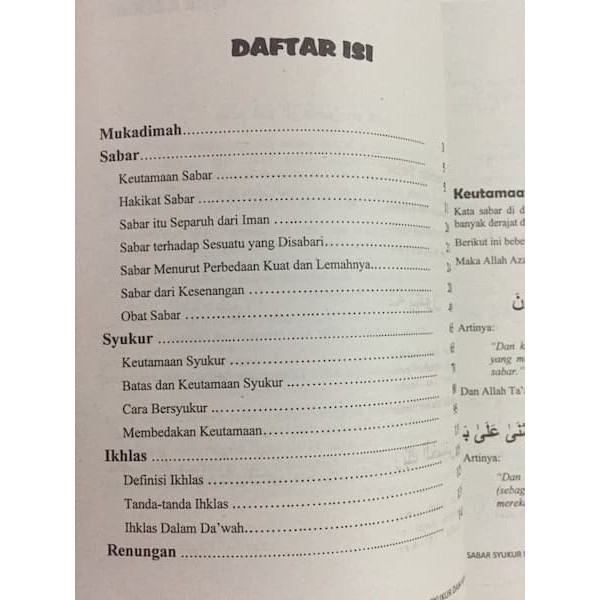 DAFTAR ISI
Mukadimah
Sabar
Keutamaan Sabar
Hakikat Sabar
Sabar itu Separuh dari Iman
Sabar terhadap Sesuatu yang Disabari
Sabar Menurut Perbedaan Kuat dan Lemahnya
Sabar dari Kesenangan
Obat Sabar
Syukur
Keutamaan Syukur
Batas dan Keutamaan Syukur
Cara Bersyukur
Membedakan Keutamaan
Ikhlas
Definisi Ikhlas
Tanda-tanda Ihklas
Ihklas Dalam Da'wah
Renungan
Keutamaan
Kata sabar di d
banyak derajat d
Berikut ini bebe
Maka Allah Aza
Artinya:
"Dan k
yang m
sabar."
Dan Allah Ta'
Artinya:
"Dan
(sebag
mereka
SABAR SYUKUR